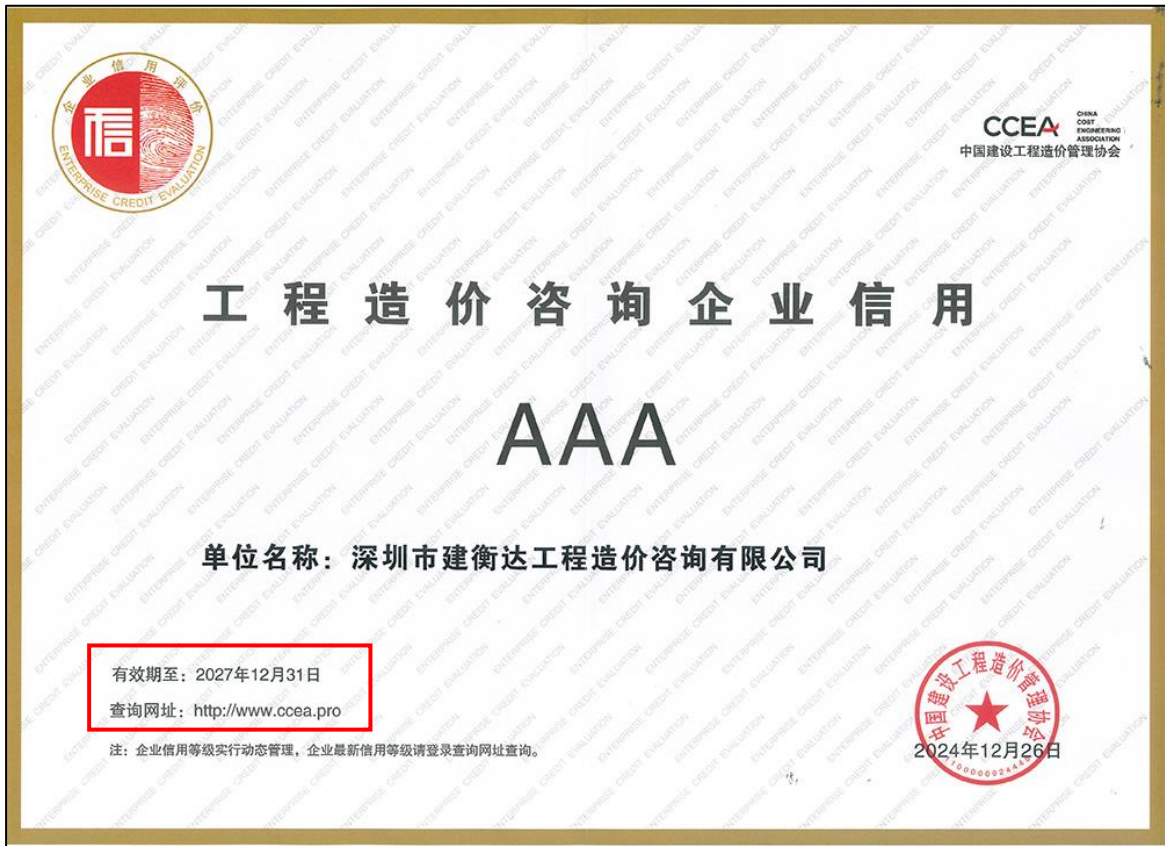 企业信用评价
信
ENTERPRISE CREDIT EVALUATION
CCEA CHINA COST ENGINEERING ASSOCIATION
中国建设工程造价管理协会
工程造价咨询企业信用
AAA
单位名称：深圳市建衡达工程造价咨询有限公司
有效期至：2027年12月31日
查询网址：http://www.ccea.pro
注：企业信用等级实行动态管理，企业最新信用等级请登录查询网址查询。
中国建设工程造价管理协会
2024年12月26日